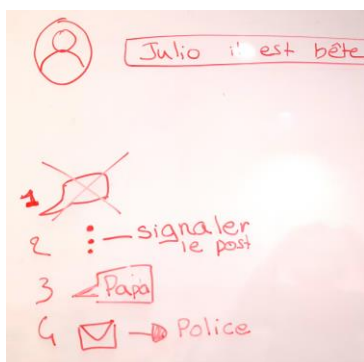 Julio il est bête
1
2 signaler
le post
3 Papa
4 Police